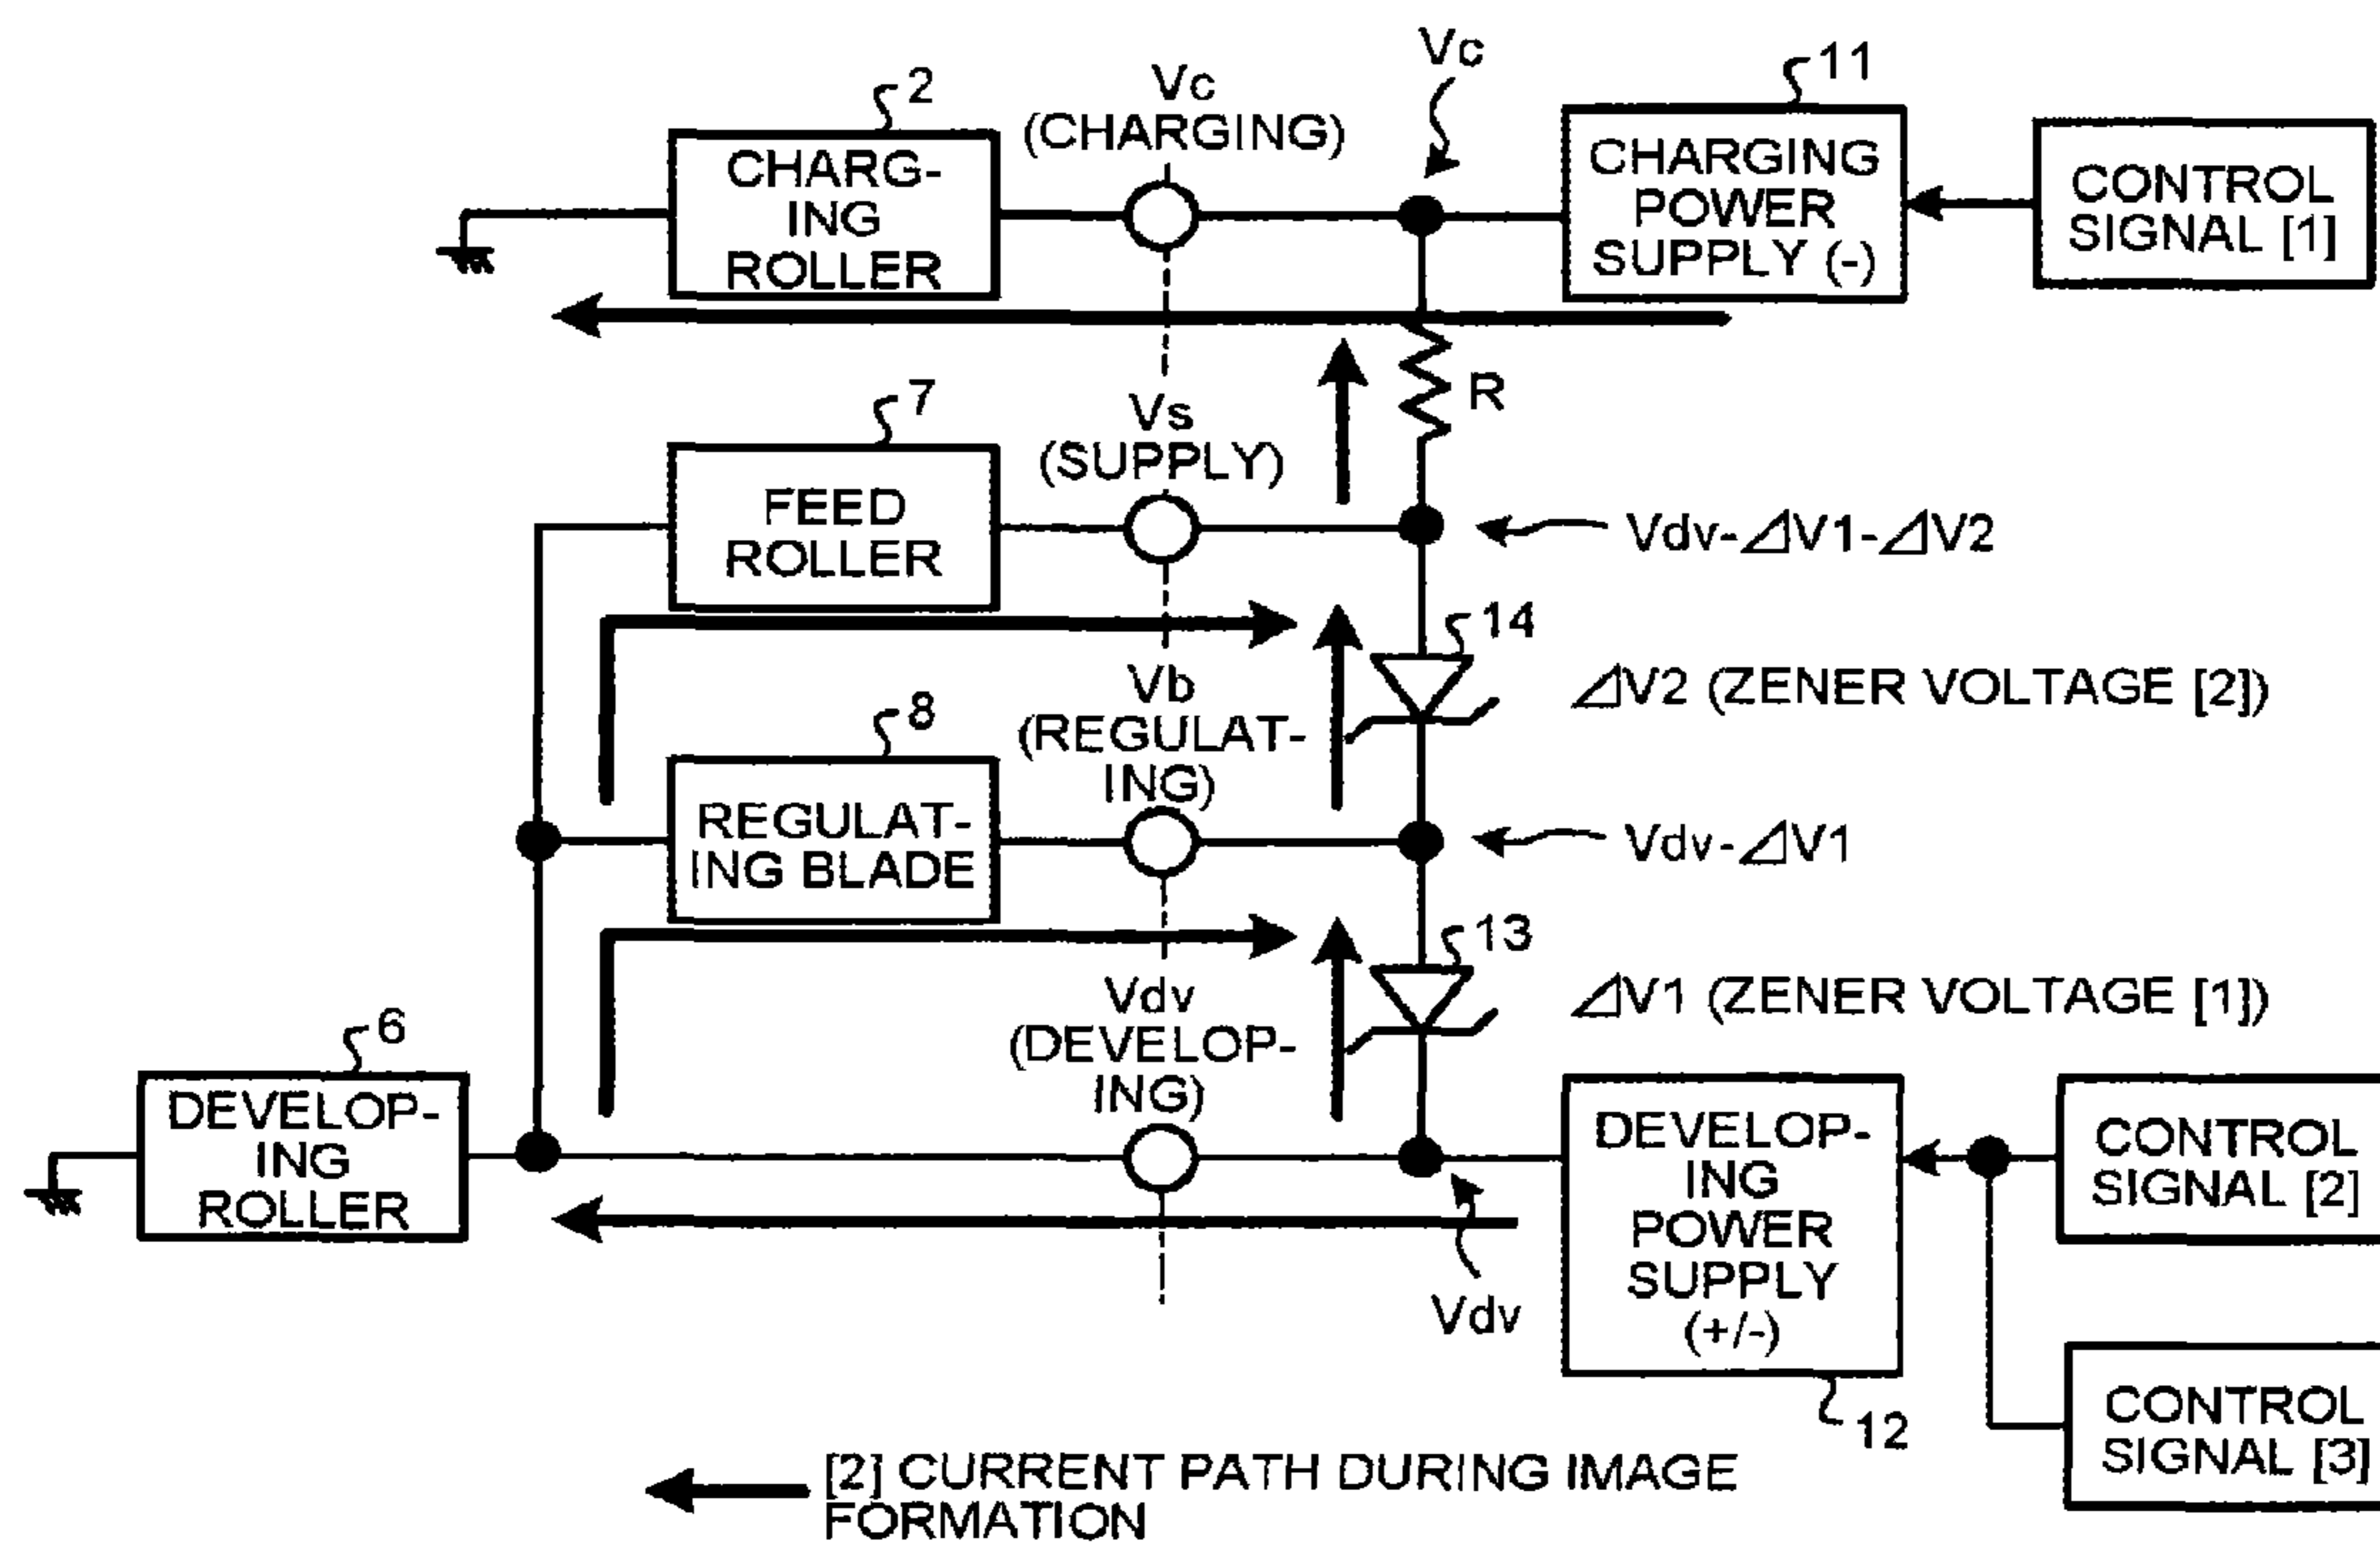 Vc
11
2
Vc
(CHARGING)
CHARG-
ING
ROLLER
CHARGING
POWER
SUPPLY (-)
CONTROL
SIGNAL [1]
7
Vs
(SUPPLY)
R
FEED
ROLLER
Vdv-⊿V1-⊿V2
14
8
Vb
(REGULAT-
ING)
⊿V2 (ZENER VOLTAGE [2])
REGULAT-
ING BLADE
Vdv-⊿V1
13
6
Vdv
(DEVELOP-
ING)
⊿V1 (ZENER VOLTAGE [1])
DEVELOP-
ING
ROLLER
DEVELOP-
ING
POWER
SUPPLY
(+/-)
CONTROL
SIGNAL [2]
Vdv
12
CONTROL
SIGNAL [3]
[2] CURRENT PATH DURING IMAGE
FORMATION